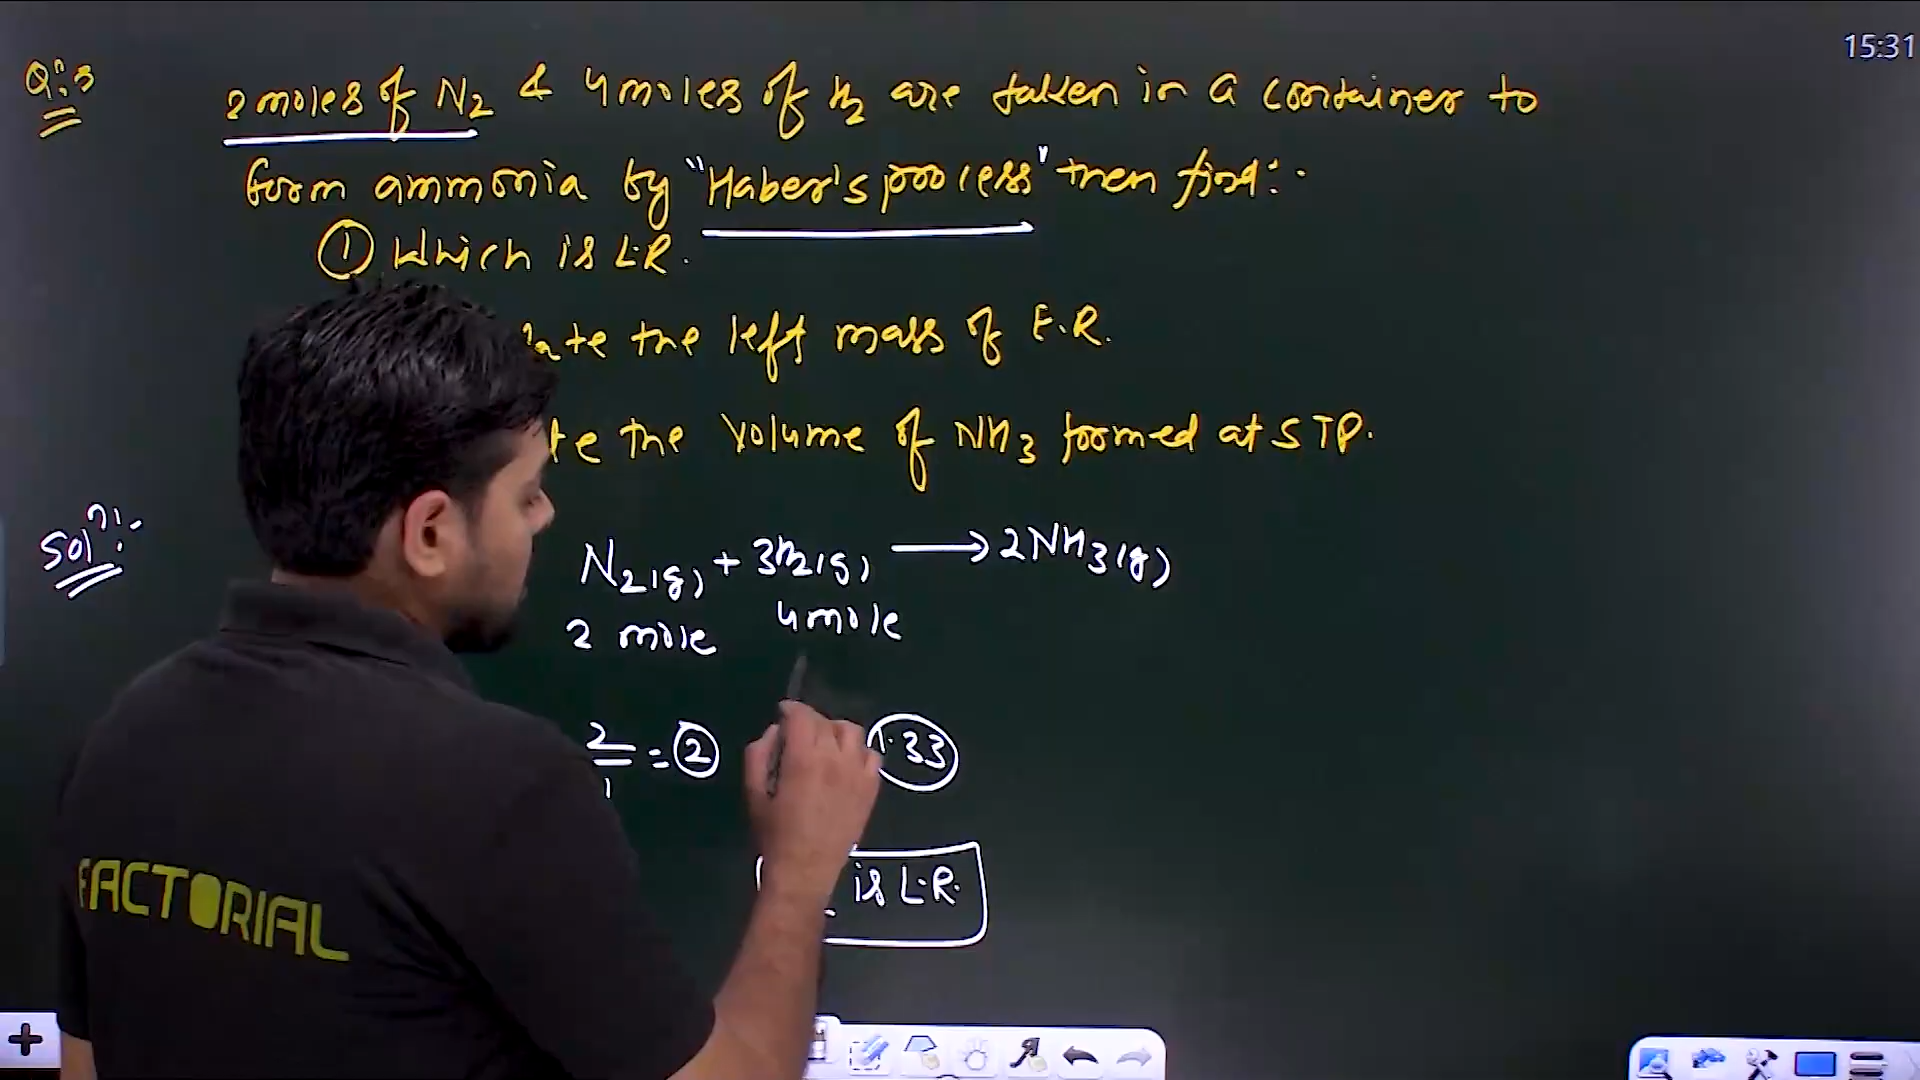 15:31
Q:3
2 moles of N2 & 4 moles of H2 are taken in a container to
form ammonia by "Haber's process" then find:-
① Which is L.R.
late the left mass of E.R.
te the volume of NH3 formed at STP.
Sol?:-
N2(g) + 3H2(g) ⟶ 2NH3(g)
2 mole 4 mole
2/1 = 2 1.33
is L.R.
FACTORIAL